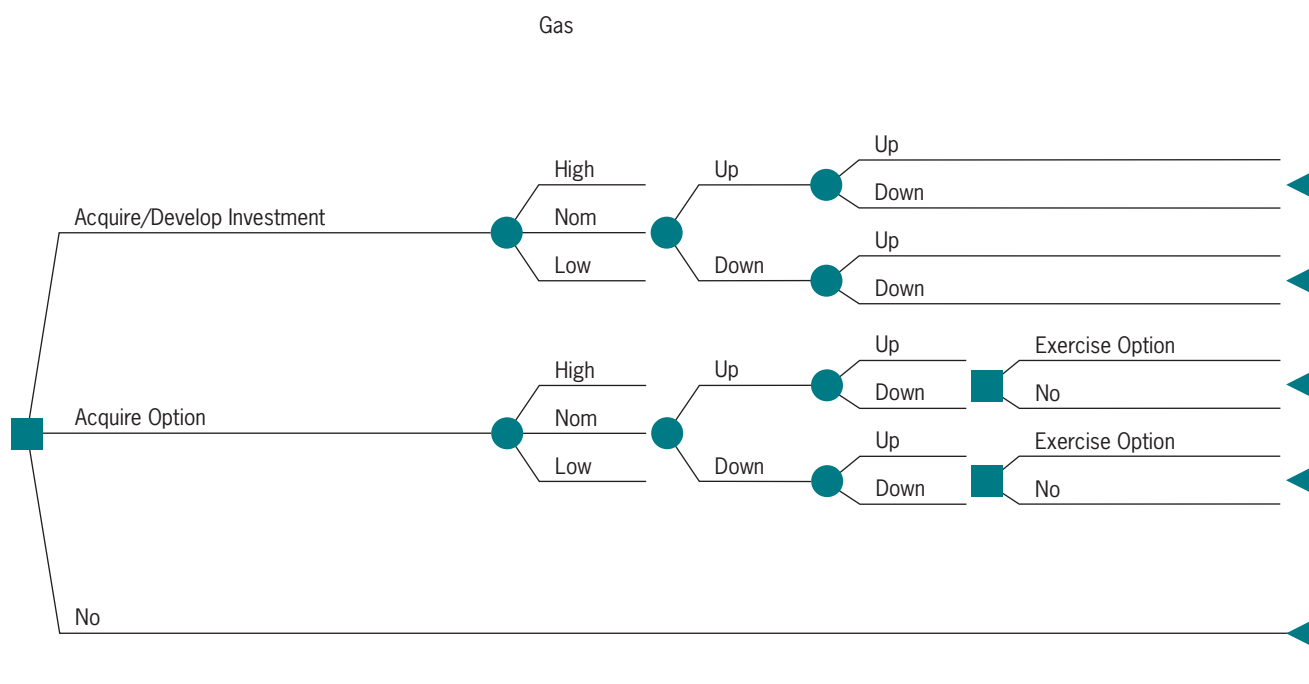 Gas
Up
High
Up
Down
Acquire/Develop Investment
Nom
Up
Low
Down
Down
Up
Exercise Option
High
Up
Down
No
Acquire Option
Nom
Up
Exercise Option
Low
Down
Down
No
No